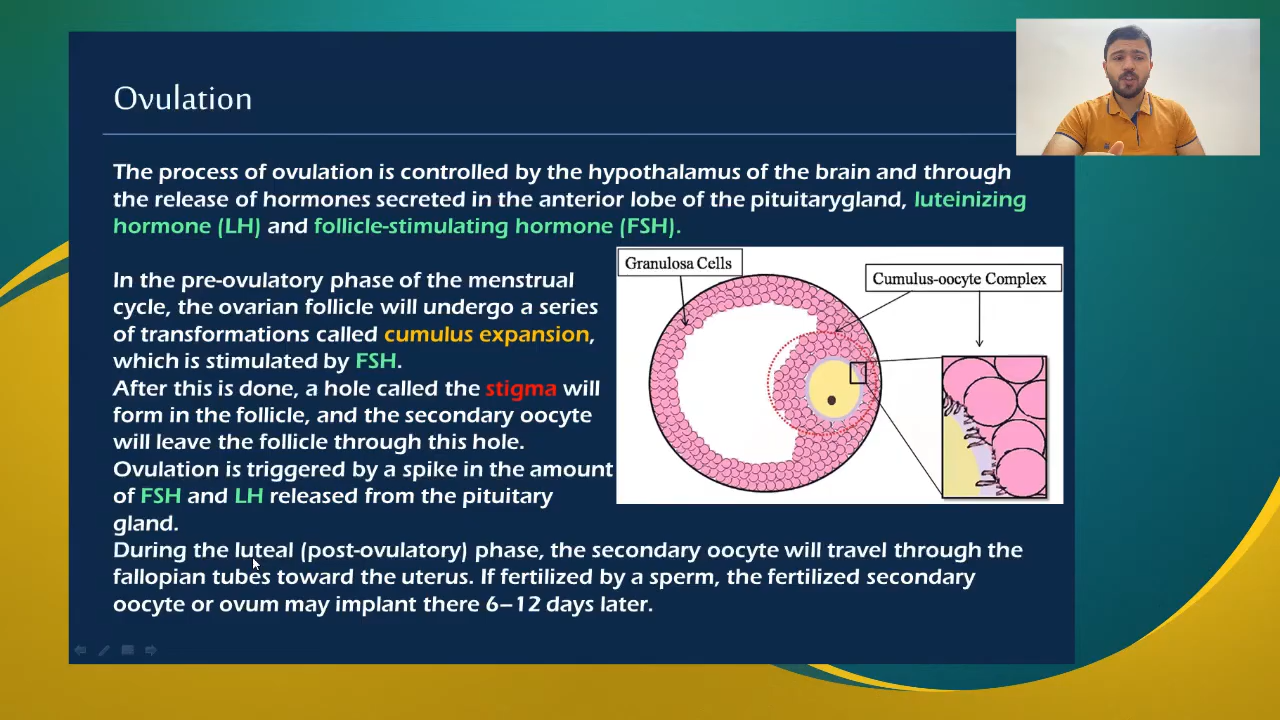 Ovulation
The process of ovulation is controlled by the hypothalamus of the brain and through
the release of hormones secreted in the anterior lobe of the pituitarygland, luteinizing
hormone (LH) and follicle-stimulating hormone (FSH).
In the pre-ovulatory phase of the menstrual
cycle, the ovarian follicle will undergo a series
of transformations called cumulus expansion,
which is stimulated by FSH.
After this is done, a hole called the stigma will
form in the follicle, and the secondary oocyte
will leave the follicle through this hole.
Ovulation is triggered by a spike in the amount
of FSH and LH released from the pituitary
gland.
During the luteal (post-ovulatory) phase, the secondary oocyte will travel through the
fallopian tubes toward the uterus. If fertilized by a sperm, the fertilized secondary
oocyte or ovum may implant there 6–12 days later.
Granulosa Cells
Cumulus-oocyte Complex